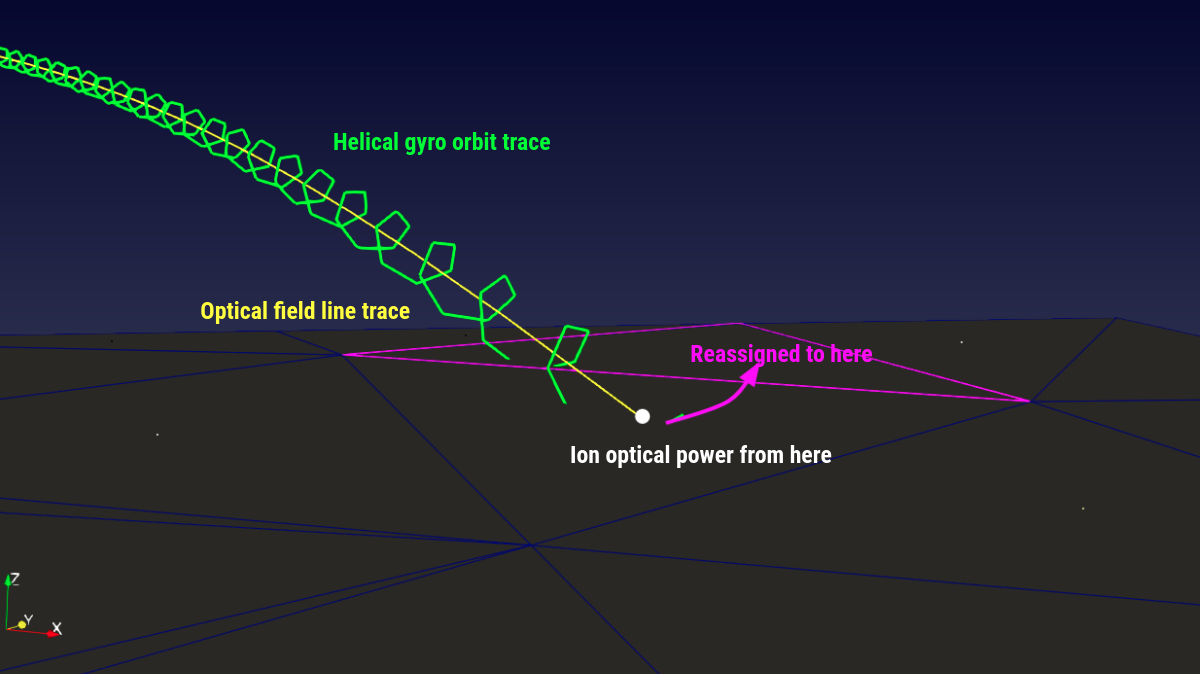 Helical gyro orbit trace
Optical field line trace
Reassigned to here
Ion optical power from here
Z
Y
X